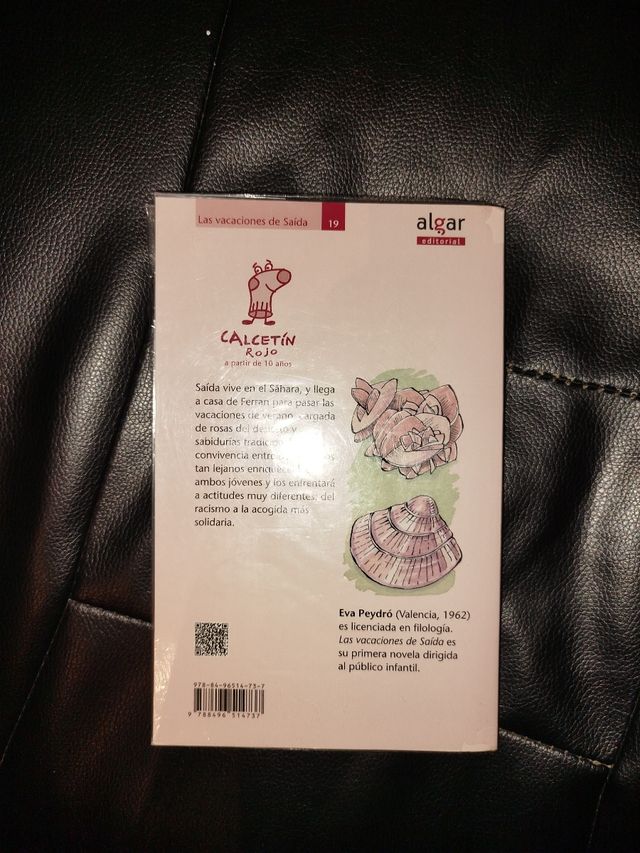 Las vacaciones de Saída 19
algar
editorial
CALCETÍN
ROJO
a partir de 10 años
Saída vive en el Sáhara, y llega
a casa de Ferran para pasar las
vacaciones de verano, cargada
de rosas del desierto y
sabidurías
convivencia
tan lejanos
ambos jóvenes y los enfrentará
a actitudes muy diferentes: del
racismo a la acogida más
solidaria.
Eva Peydró (Valencia, 1962)
es licenciada en filología.
Las vacaciones de Saída es
su primera novela dirigida
al público infantil.
978-84-96514-73-7
9 788496 514737